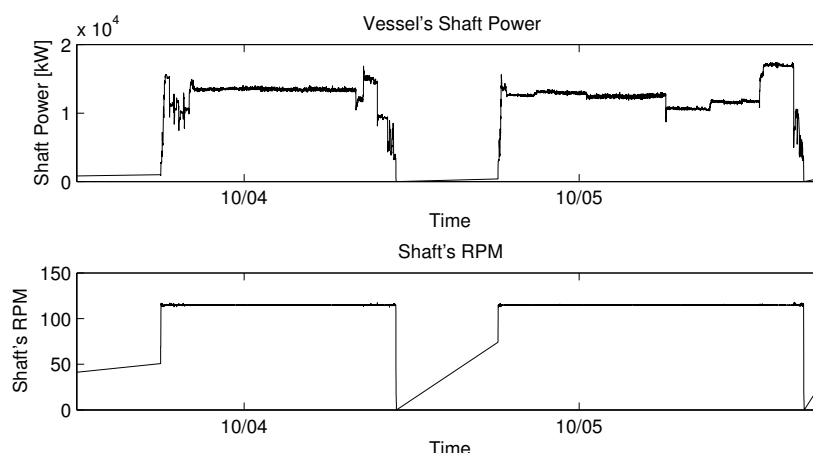 Vessel's Shaft Power
x 10^4
Shaft Power [kW]
2
1
0
10/04 10/05
Time
Shaft's RPM
Shaft's RPM
150
100
50
0
10/04 10/05
Time